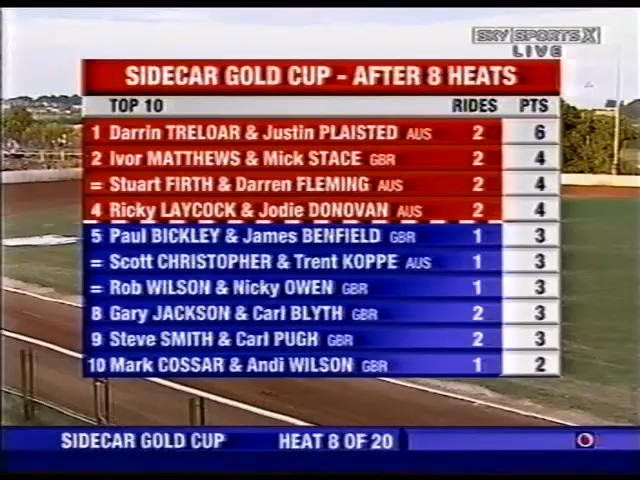 SKY SPORTS X
LIVE
SIDECAR GOLD CUP - AFTER 8 HEATS
TOP 10 RIDES PTS
1 Darrin TRELOAR & Justin PLAISTED AUS 2 6
2 Ivor MATTHEWS & Mick STACE GBR 2 4
= Stuart FIRTH & Darren FLEMING AUS 2 4
4 Ricky LAYCOCK & Jodie DONOVAN AUS 2 4
5 Paul BICKLEY & James BENFIELD GBR 1 3
= Scott CHRISTOPHER & Trent KOPPE AUS 1 3
= Rob WILSON & Nicky OWEN GBR 1 3
8 Gary JACKSON & Carl BLYTH GBR 2 3
9 Steve SMITH & Carl PUGH GBR 2 3
10 Mark COSSAR & Andi WILSON GBR 1 2
SIDECAR GOLD CUP HEAT 8 OF 20